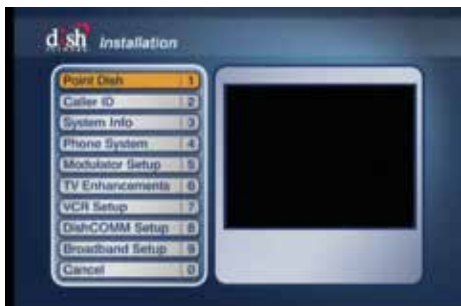 dish Installation
NETWORK
Point Dish 1
Caller ID 2
System Info 3
Phone System 4
Modulator Setup 5
TV Enhancements 6
VCR Setup 7
DishCOMM Setup 8
Broadband Setup 9
Cancel 0